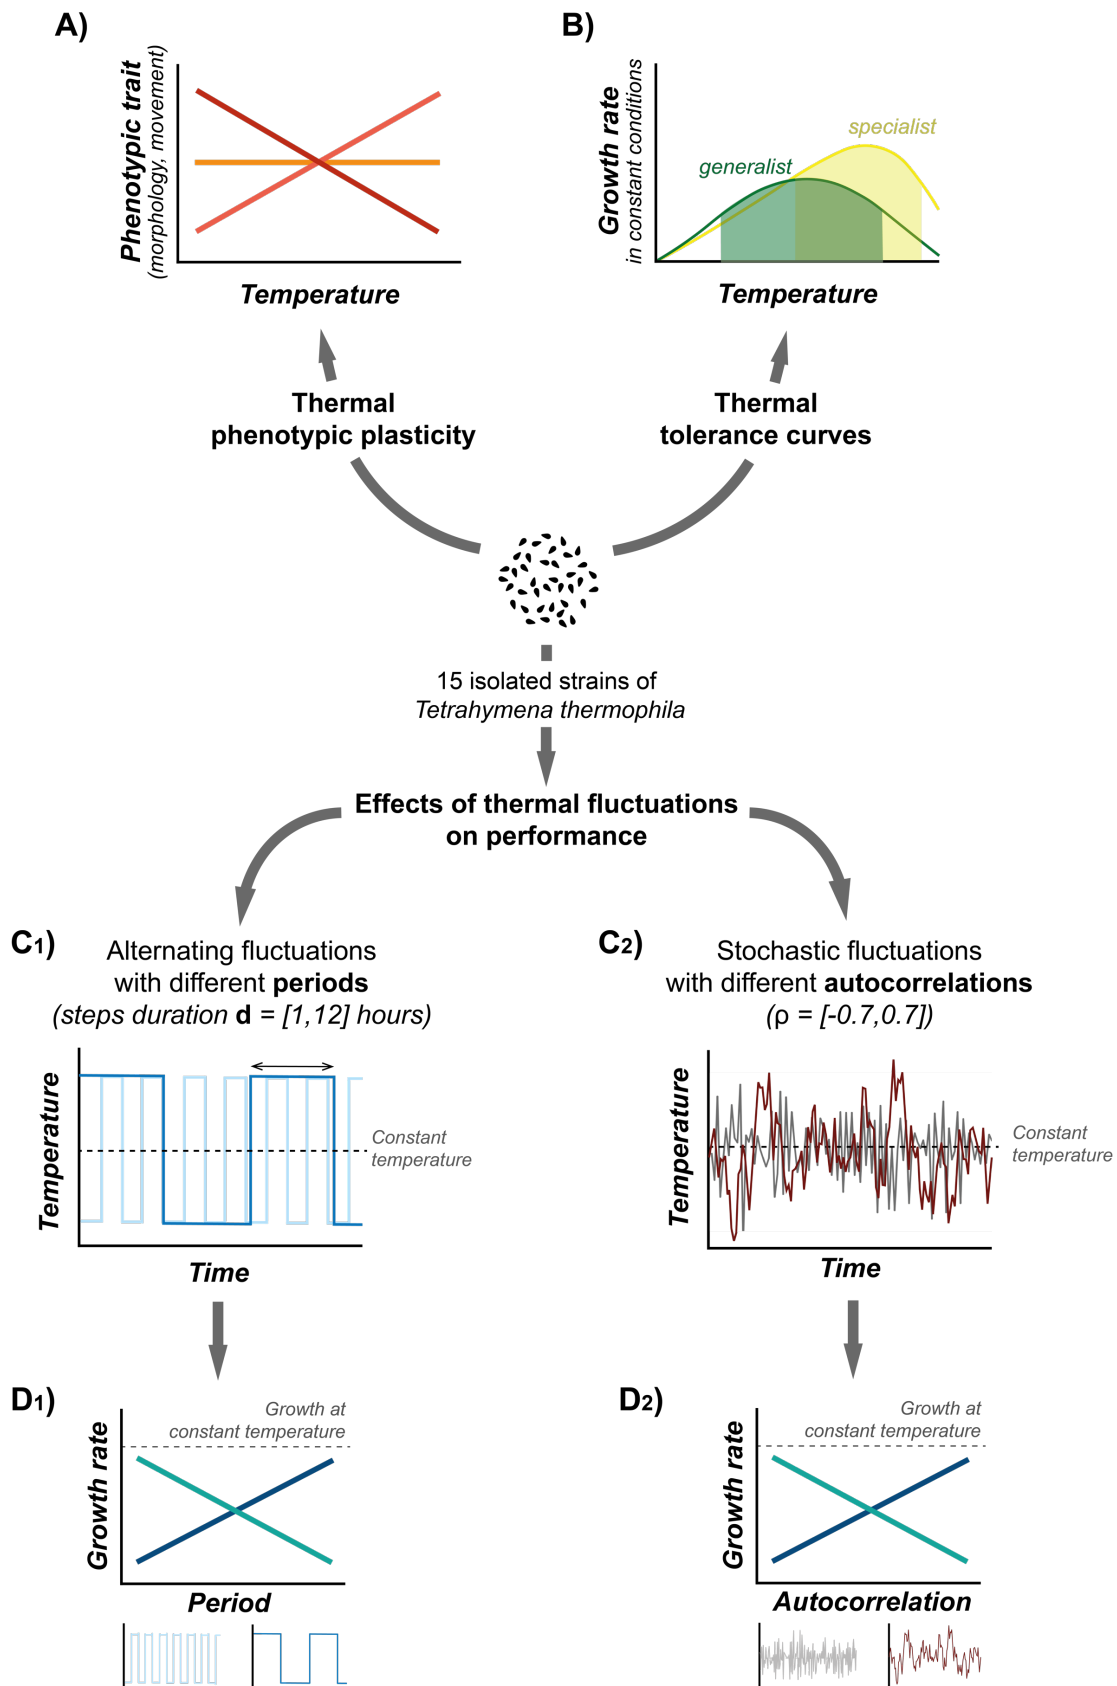 A)
Phenotypic trait
(morphology, movement)
Temperature
B)
Growth rate
in constant conditions
specialist
generalist
Temperature
Thermal
phenotypic plasticity
Thermal
tolerance curves
15 isolated strains of
Tetrahymena thermophila
Effects of thermal fluctuations
on performance
C1)
Alternating fluctuations
with different periods
(steps duration d = [1,12] hours)
Temperature
Constant
temperature
Time
C2)
Stochastic fluctuations
with different autocorrelations
(ρ = [-0.7,0.7])
Temperature
Constant
temperature
Time
D1)
Growth rate
Growth at
constant temperature
Period
D2)
Growth rate
Growth at
constant temperature
Autocorrelation